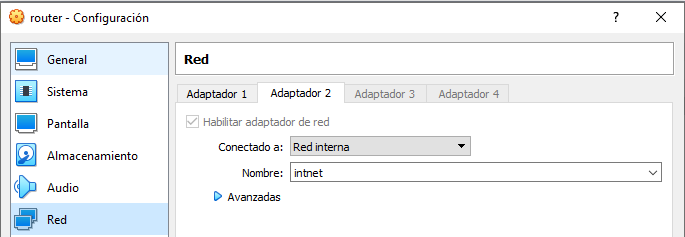 router - Configuración
General
Sistema
Pantalla
Almacenamiento
Audio
Red
Red
Adaptador 1 Adaptador 2 Adaptador 3 Adaptador 4
Habilitar adaptador de red
Conectado a: Red interna
Nombre: intnet
Avanzadas